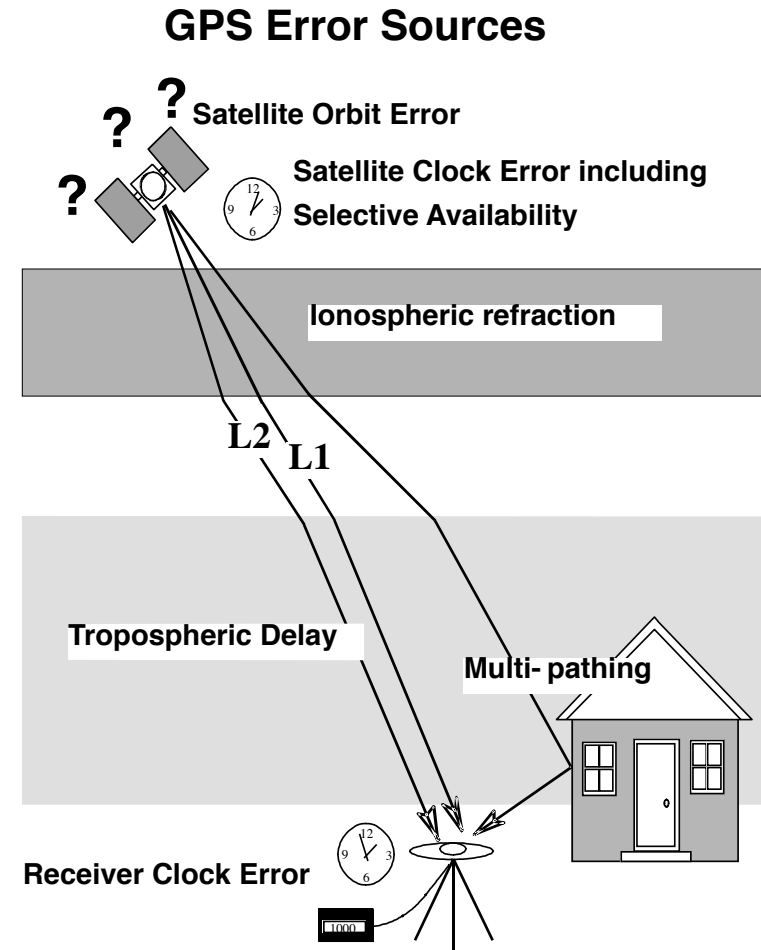 GPS Error Sources
? ? ?
Satellite Orbit Error
Satellite Clock Error including
Selective Availability
12
9 3
6
Ionospheric refraction
L2
L1
Tropospheric Delay
Multi- pathing
12
9 3
6
Receiver Clock Error
1000